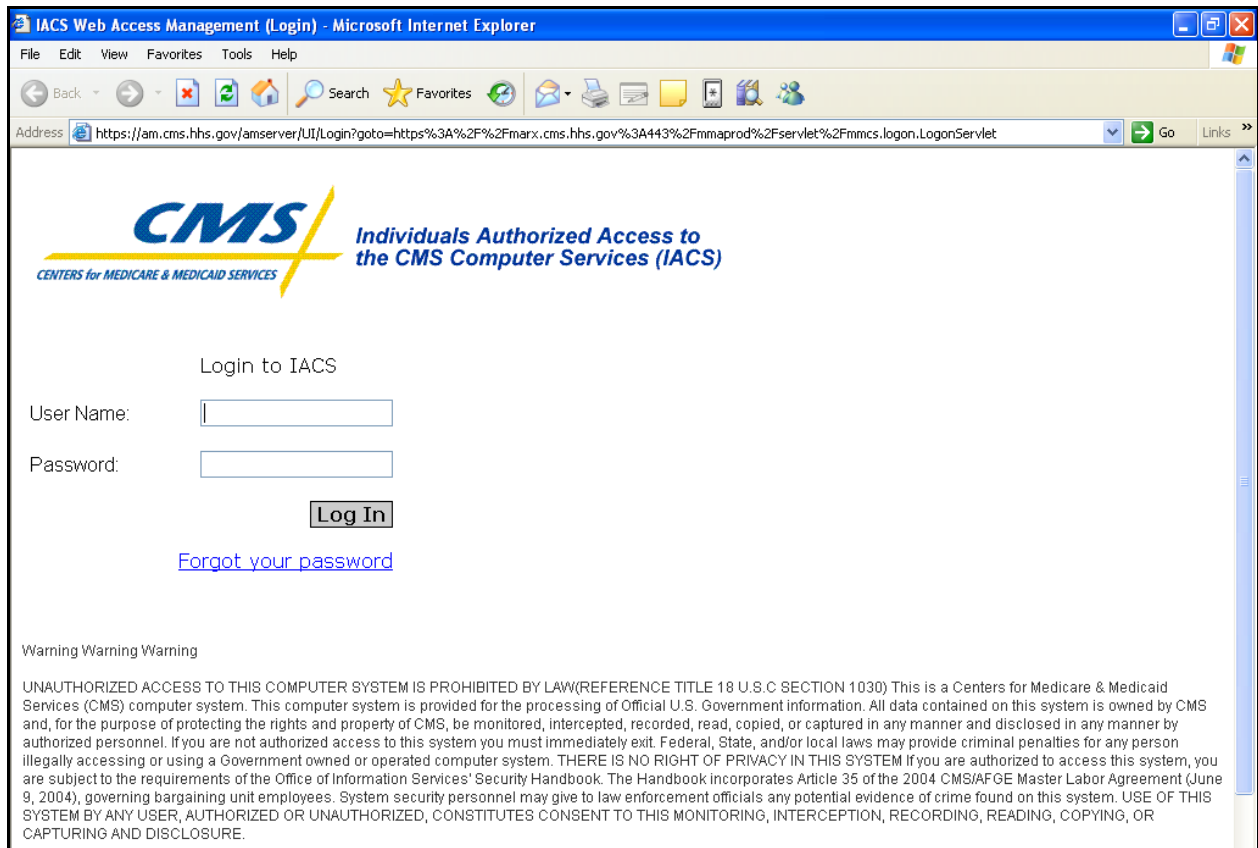 IACS Web Access Management (Login) - Microsoft Internet Explorer
File Edit View Favorites Tools Help
Back Search Favorites
Address https://am.cms.hhs.gov/amserver/UI/Login?goto=https%3A%2F%2Fmarx.cms.hhs.gov%3A443%2Fmmaprod%2Fservlet%2Fmmcs.logon.LogonServlet Go Links »
CMS
CENTERS for MEDICARE & MEDICAID SERVICES
Individuals Authorized Access to
the CMS Computer Services (IACS)
Login to IACS
User Name:
Password:
Log In
Forgot your password
Warning Warning Warning
UNAUTHORIZED ACCESS TO THIS COMPUTER SYSTEM IS PROHIBITED BY LAW(REFERENCE TITLE 18 U.S.C SECTION 1030) This is a Centers for Medicare & Medicaid
Services (CMS) computer system. This computer system is provided for the processing of Official U.S. Government information. All data contained on this system is owned by CMS
and, for the purpose of protecting the rights and property of CMS, be monitored, intercepted, recorded, read, copied, or captured in any manner and disclosed in any manner by
authorized personnel. If you are not authorized access to this system you must immediately exit. Federal, State, and/or local laws may provide criminal penalties for any person
illegally accessing or using a Government owned or operated computer system. THERE IS NO RIGHT OF PRIVACY IN THIS SYSTEM If you are authorized to access this system, you
are subject to the requirements of the Office of Information Services' Security Handbook. The Handbook incorporates Article 35 of the 2004 CMS/AFGE Master Labor Agreement (June
9, 2004), governing bargaining unit employees. System security personnel may give to law enforcement officials any potential evidence of crime found on this system. USE OF THIS
SYSTEM BY ANY USER, AUTHORIZED OR UNAUTHORIZED, CONSTITUTES CONSENT TO THIS MONITORING, INTERCEPTION, RECORDING, READING, COPYING, OR
CAPTURING AND DISCLOSURE.